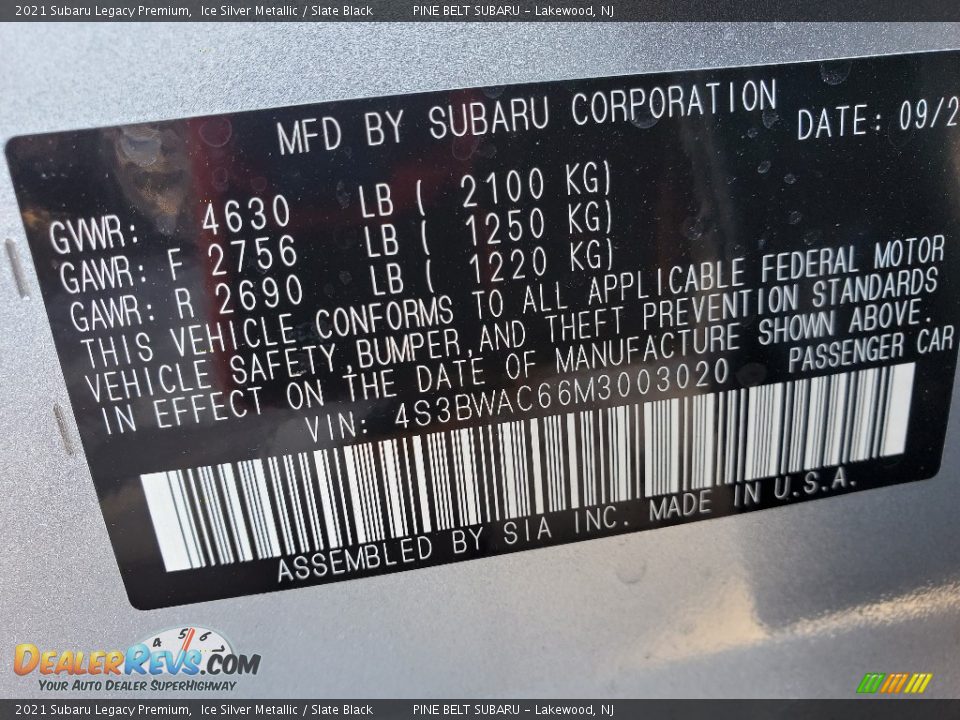 2021 Subaru Legacy Premium, Ice Silver Metallic / Slate Black PINE BELT SUBARU - Lakewood, NJ
MFD BY SUBARU CORPORATION DATE: 09/2
GVWR: 4630 LB ( 2100 KG)
GAWR: F 2756 LB ( 1250 KG)
GAWR: R 2690 LB ( 1220 KG)
THIS VEHICLE CONFORMS TO ALL APPLICABLE FEDERAL MOTOR
VEHICLE SAFETY,BUMPER,AND THEFT PREVENTION STANDARDS
IN EFFECT ON THE DATE OF MANUFACTURE SHOWN ABOVE.
VIN: 4S3BWAC66M3003020 PASSENGER CAR
ASSEMBLED BY SIA INC. MADE IN U.S.A.
4 5 6
DEALERREVS.COM
YOUR AUTO DEALER SUPERHIGHWAY
2021 Subaru Legacy Premium, Ice Silver Metallic / Slate Black PINE BELT SUBARU - Lakewood, NJ